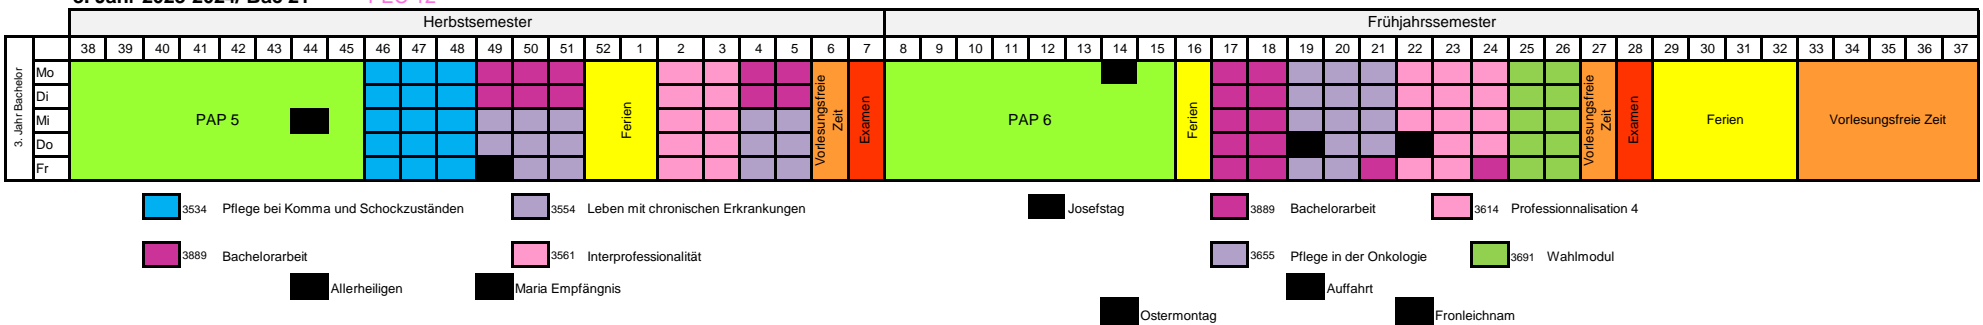 Herbstsemester Frühjahrssemester
38 39 40 41 42 43 44 45 46 47 48 49 50 51 52 1 2 3 4 5 6 7 8 9 10 11 12 13 14 15 16 17 18 19 20 21 22 23 24 25 26 27 28 29 30 31 32 33 34 35 36 37
3. Jahr Bachelor
Mo
Di
Mi
Do
Fr
PAP 5
Ferien
Vorlesungsfreie
Zeit
Examen
PAP 6
Ferien
Vorlesungsfreie
Zeit
Examen
Ferien
Vorlesungsfreie Zeit
3534 Pflege bei Komma und Schockzuständen 3554 Leben mit chronischen Erkrankungen Josefstag 3889 Bachelorarbeit 3614 Professionnalisation 4
3889 Bachelorarbeit 3561 Interprofessionalität 3655 Pflege in der Onkologie 3691 Wahlmodul
Allerheiligen Maria Empfängnis Auffahrt
Ostermontag Fronleichnam